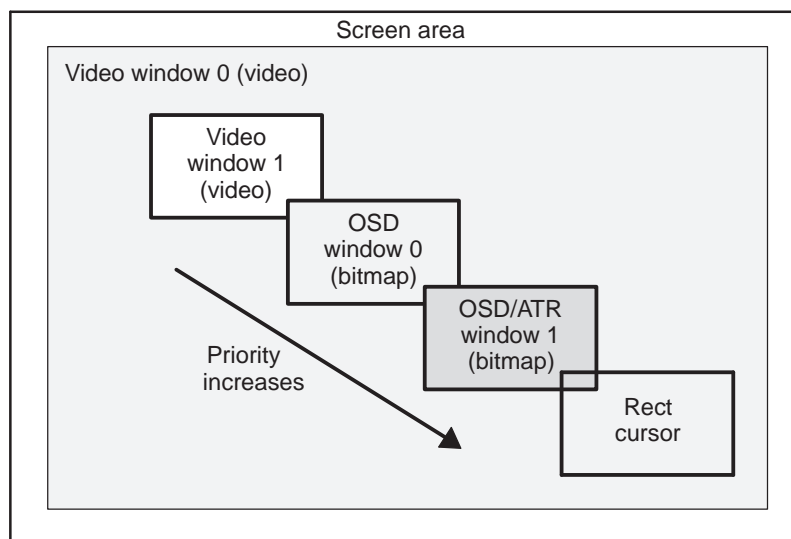 Screen area
Video window 0 (video)
Video
window 1
(video)
OSD
window 0
(bitmap)
OSD/ATR
window 1
(bitmap)
Priority
increases
Rect
cursor